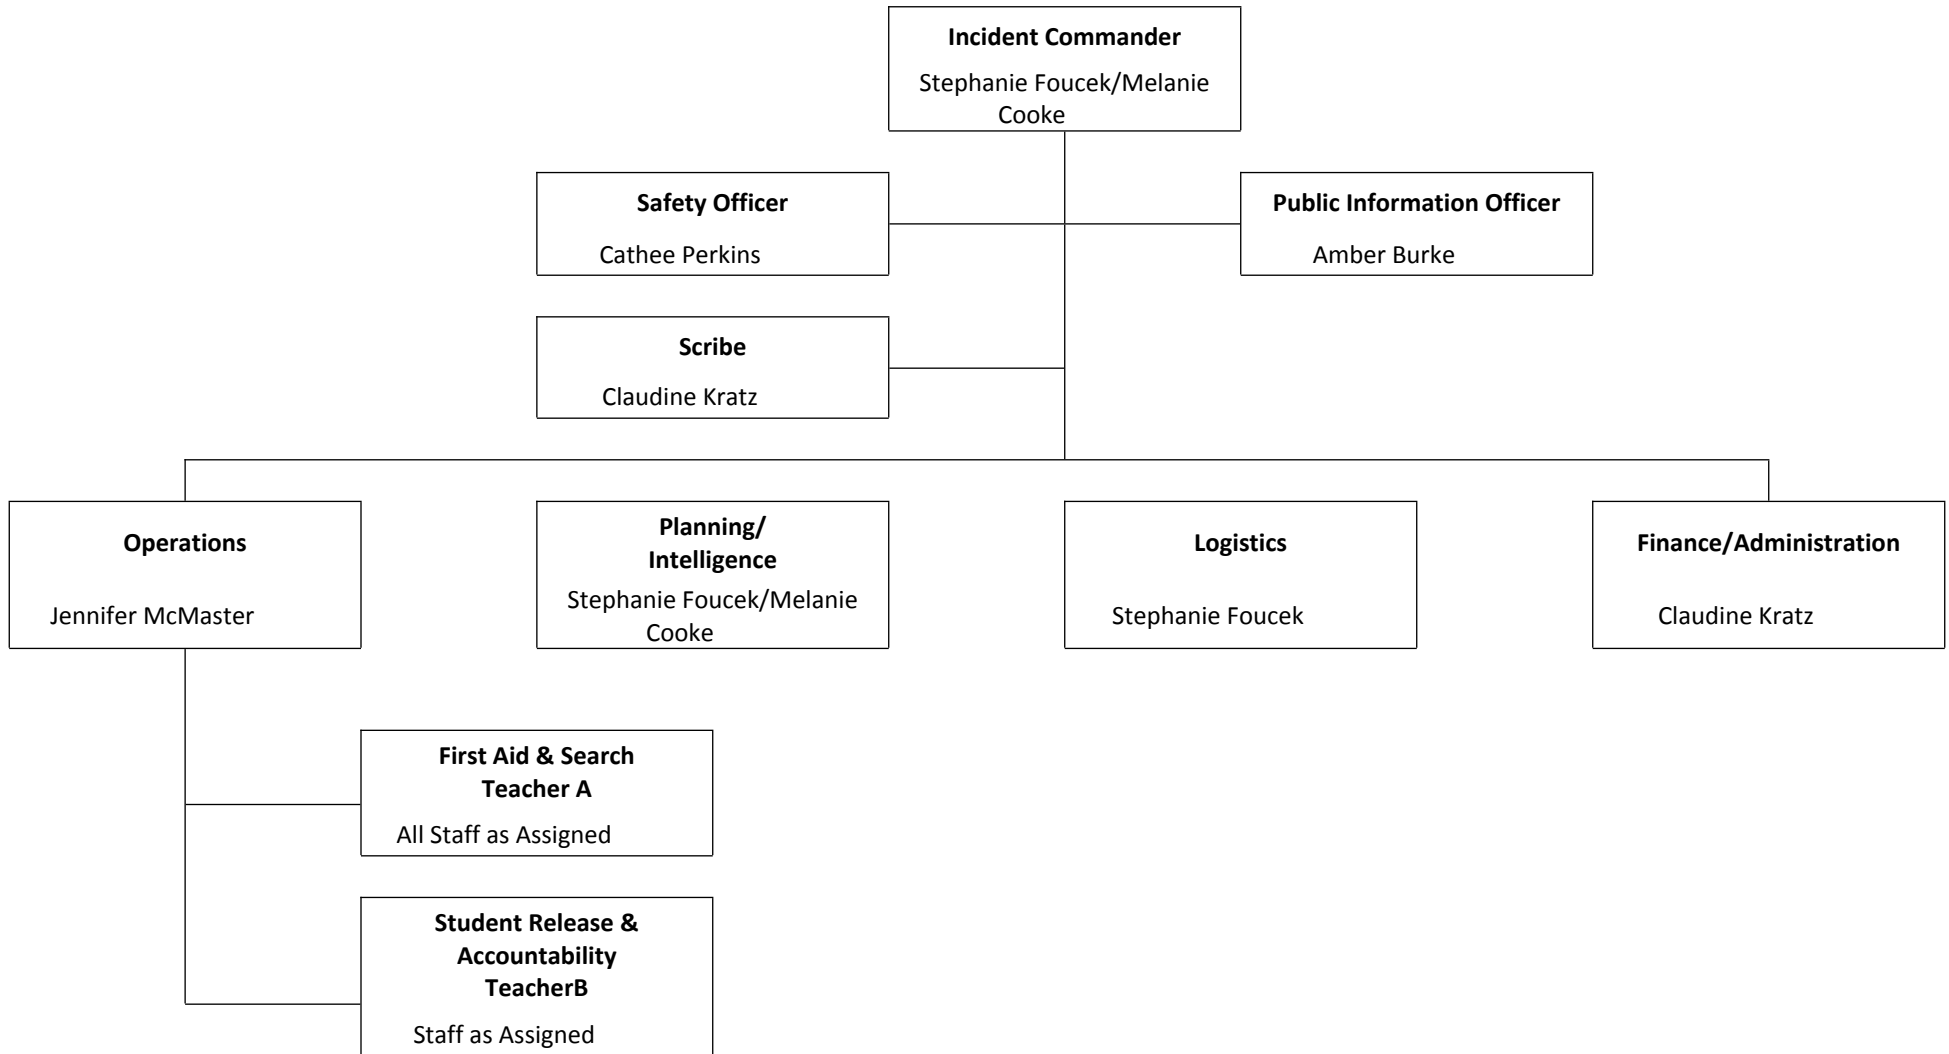 Incident Commander
Stephanie Foucek/Melanie
Cooke
Safety Officer
Cathee Perkins
Public Information Officer
Amber Burke
Scribe
Claudine Kratz
Operations
Jennifer McMaster
Planning/
Intelligence
Stephanie Foucek/Melanie
Cooke
Logistics
Stephanie Foucek
Finance/Administration
Claudine Kratz
First Aid & Search
Teacher A
All Staff as Assigned
Student Release &
Accountability
TeacherB
Staff as Assigned